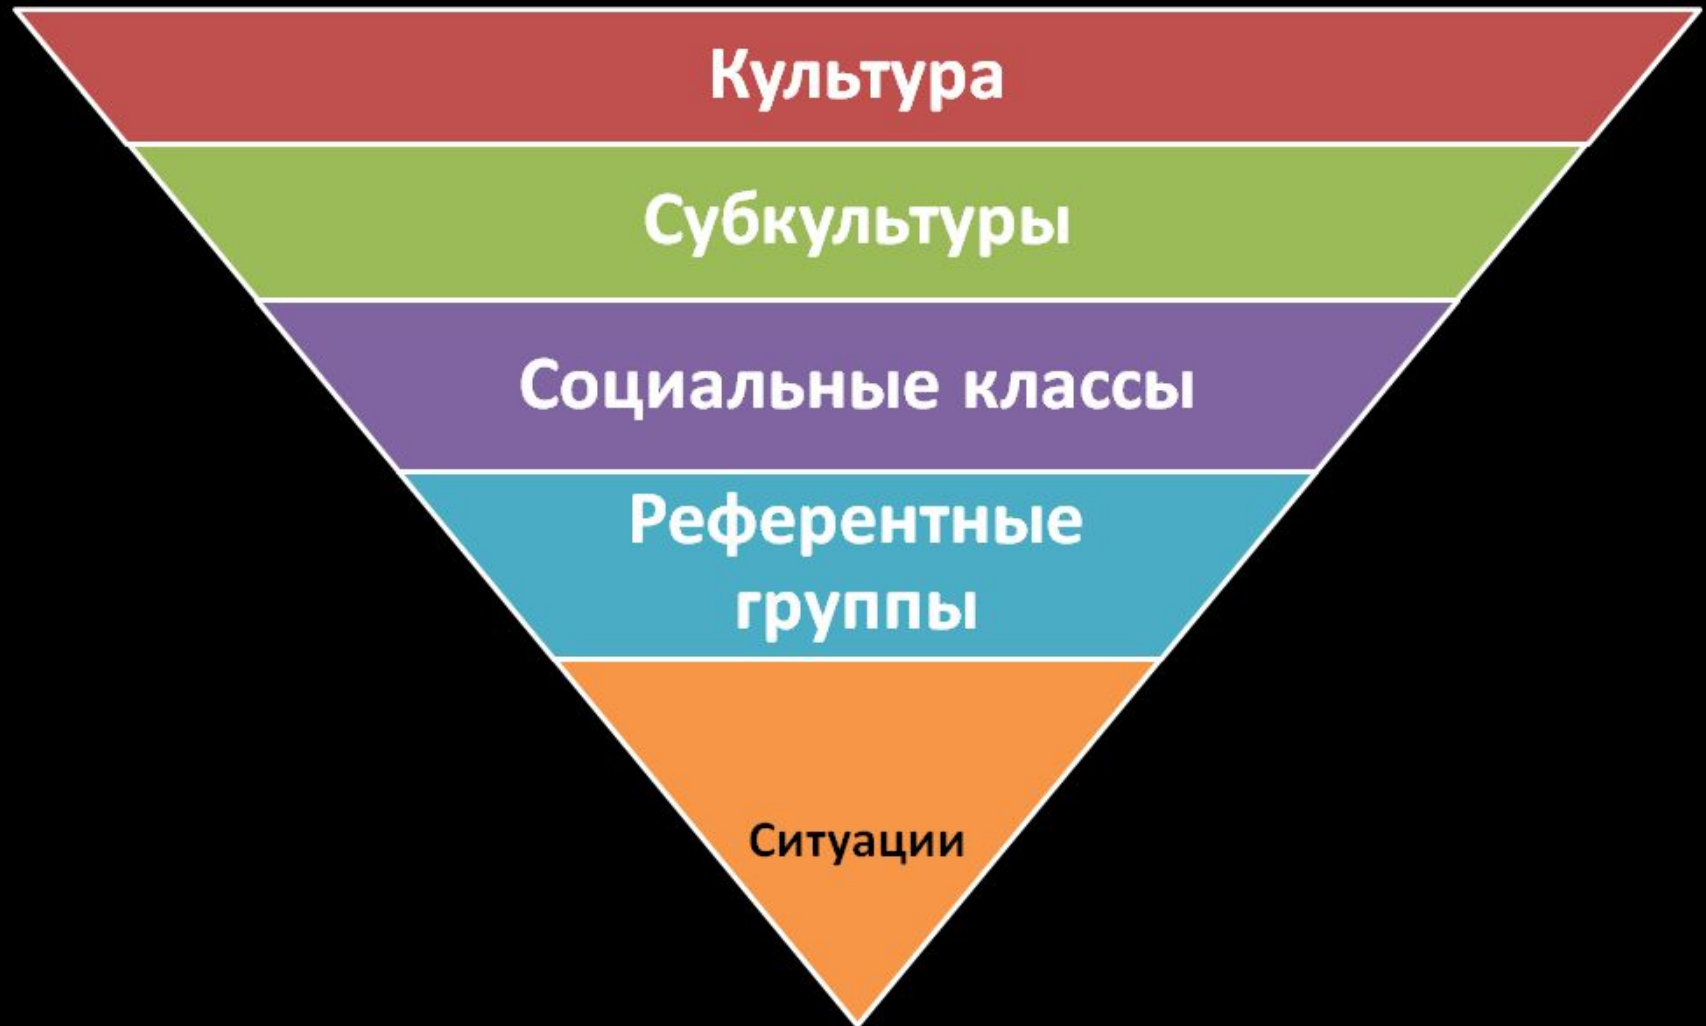 Культура
Субкультуры
Социальные классы
Референтные
группы
Ситуации